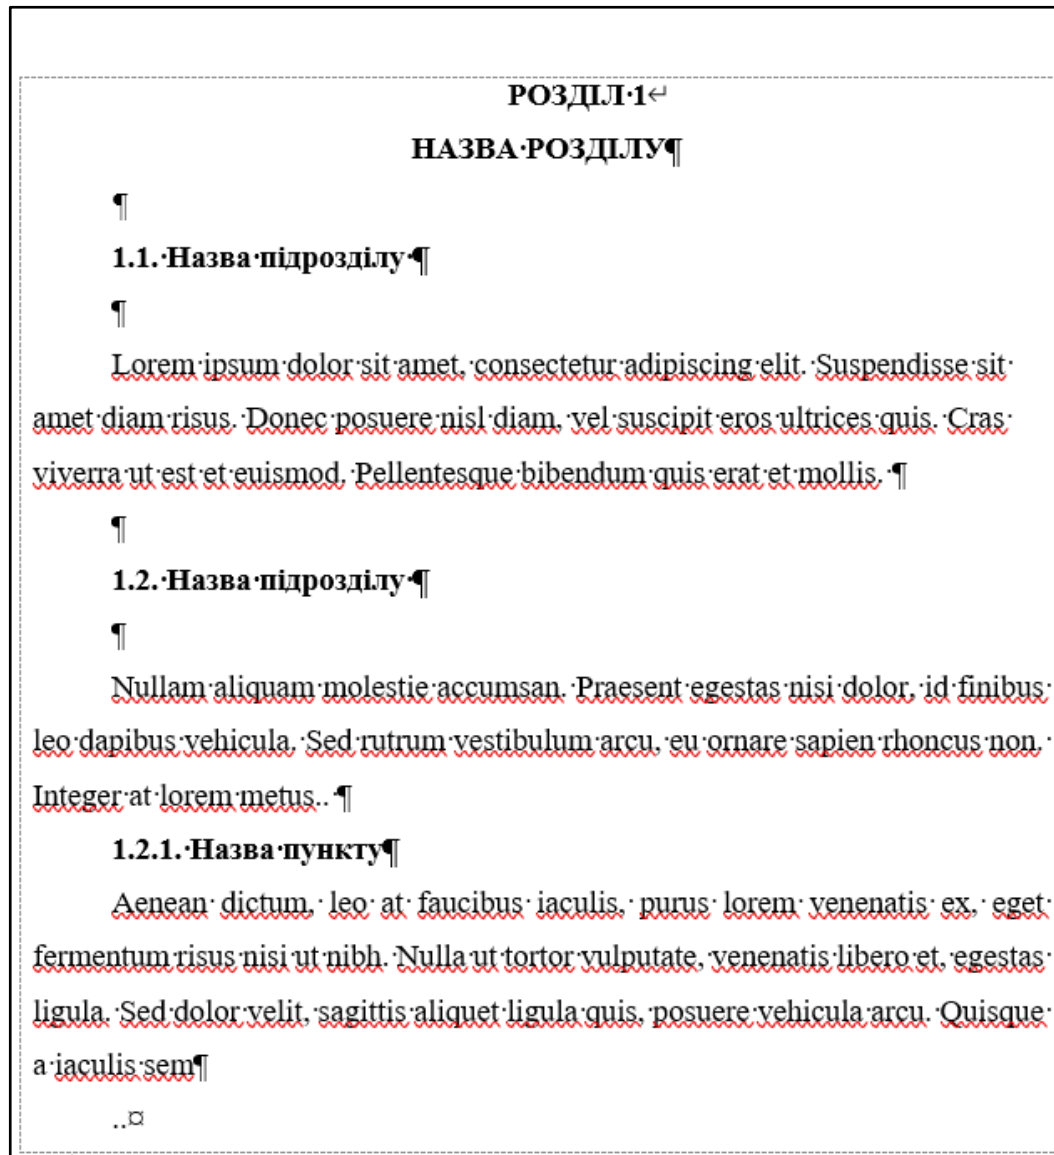 РОЗДІЛ·1↵
НАЗВА·РОЗДІЛУ¶
¶
1.1.·Назва·підрозділу·¶
¶
Lorem·ipsum·dolor·sit·amet,·consectetur·adipiscing·elit.·Suspendisse·sit·
amet·diam·risus.·Donec·posuere·nisl·diam,·vel·suscipit·eros·ultrices·quis.·Cras·
viverra·ut·est·et·euismod.·Pellentesque·bibendum·quis·erat·et·mollis.·¶
¶
1.2.·Назва·підрозділу·¶
¶
Nullam·aliquam·molestie·accumsan.·Praesent·egestas·nisi·dolor,·id·finibus·
leo·dapibus·vehicula.·Sed·rutrum·vestibulum·arcu,·eu·ornare·sapien·rhoncus·non.·
Integer·at·lorem·metus..·¶
1.2.1.·Назва·пункту¶
Aenean·dictum,·leo·at·faucibus·iaculis,·purus·lorem·venenatis·ex,·eget·
fermentum·risus·nisi·ut·nibh.·Nulla·ut·tortor·vulputate,·venenatis·libero·et,·egestas·
ligula.·Sed·dolor·velit,·sagittis·aliquet·ligula·quis,·posuere·vehicula·arcu.·Quisque·
a·iaculis·sem¶
..¤